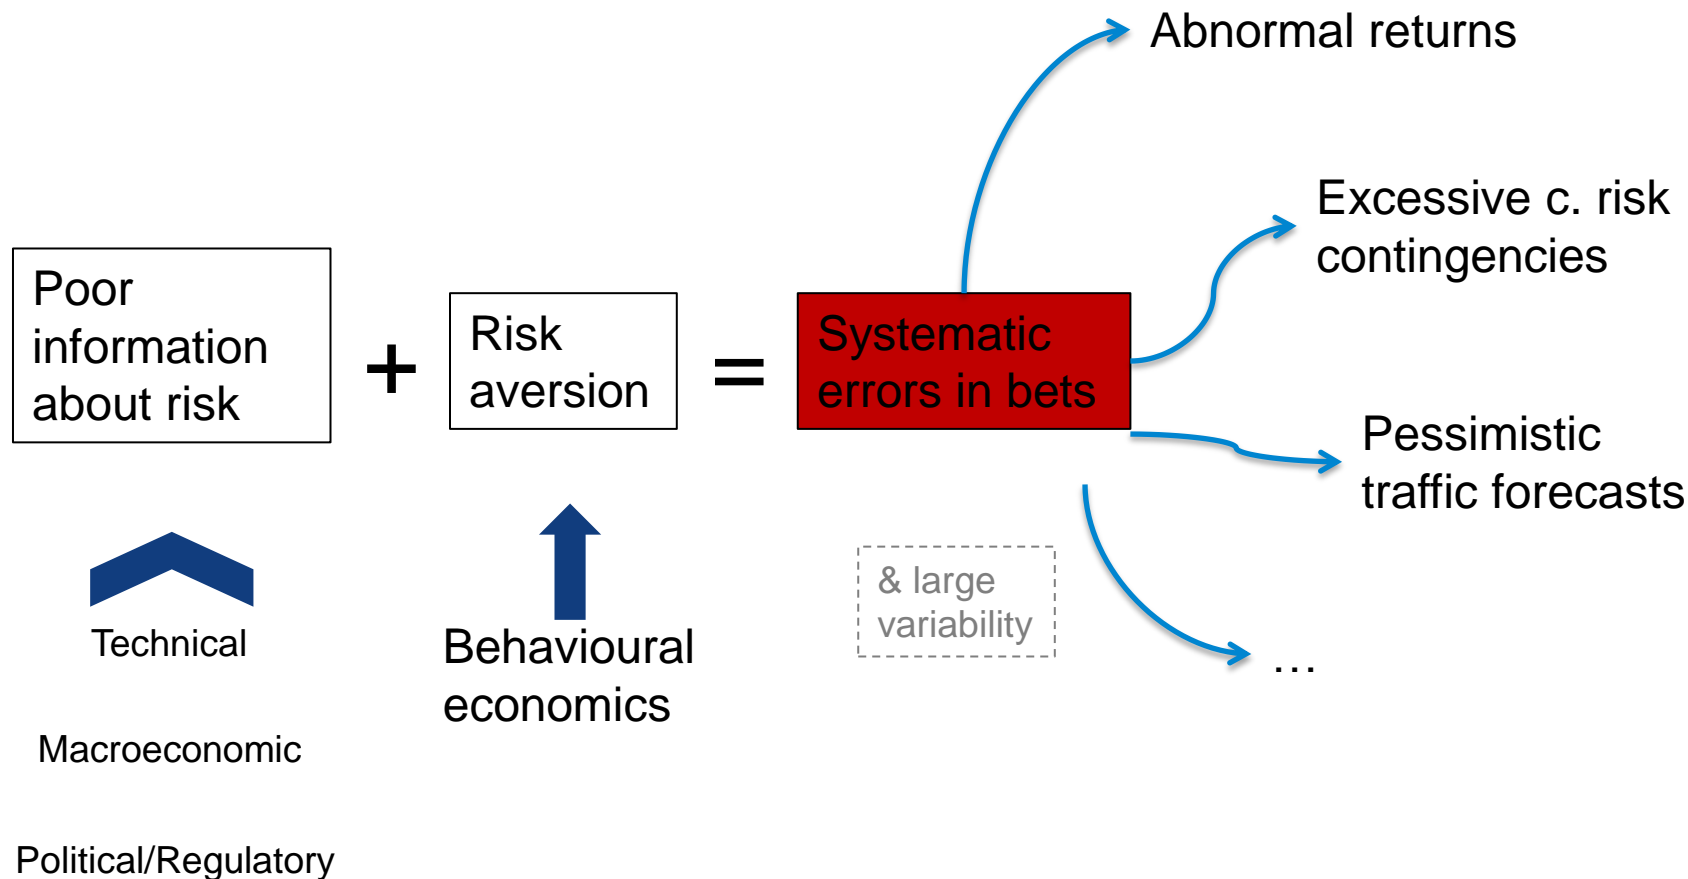 Abnormal returns
Excessive c. risk
contingencies
Poor
information
about risk
+
Risk
aversion
=
Systematic
errors in bets
Pessimistic
traffic forecasts
& large
variability
...
Technical
Behavioural
economics
Macroeconomic
Political/Regulatory